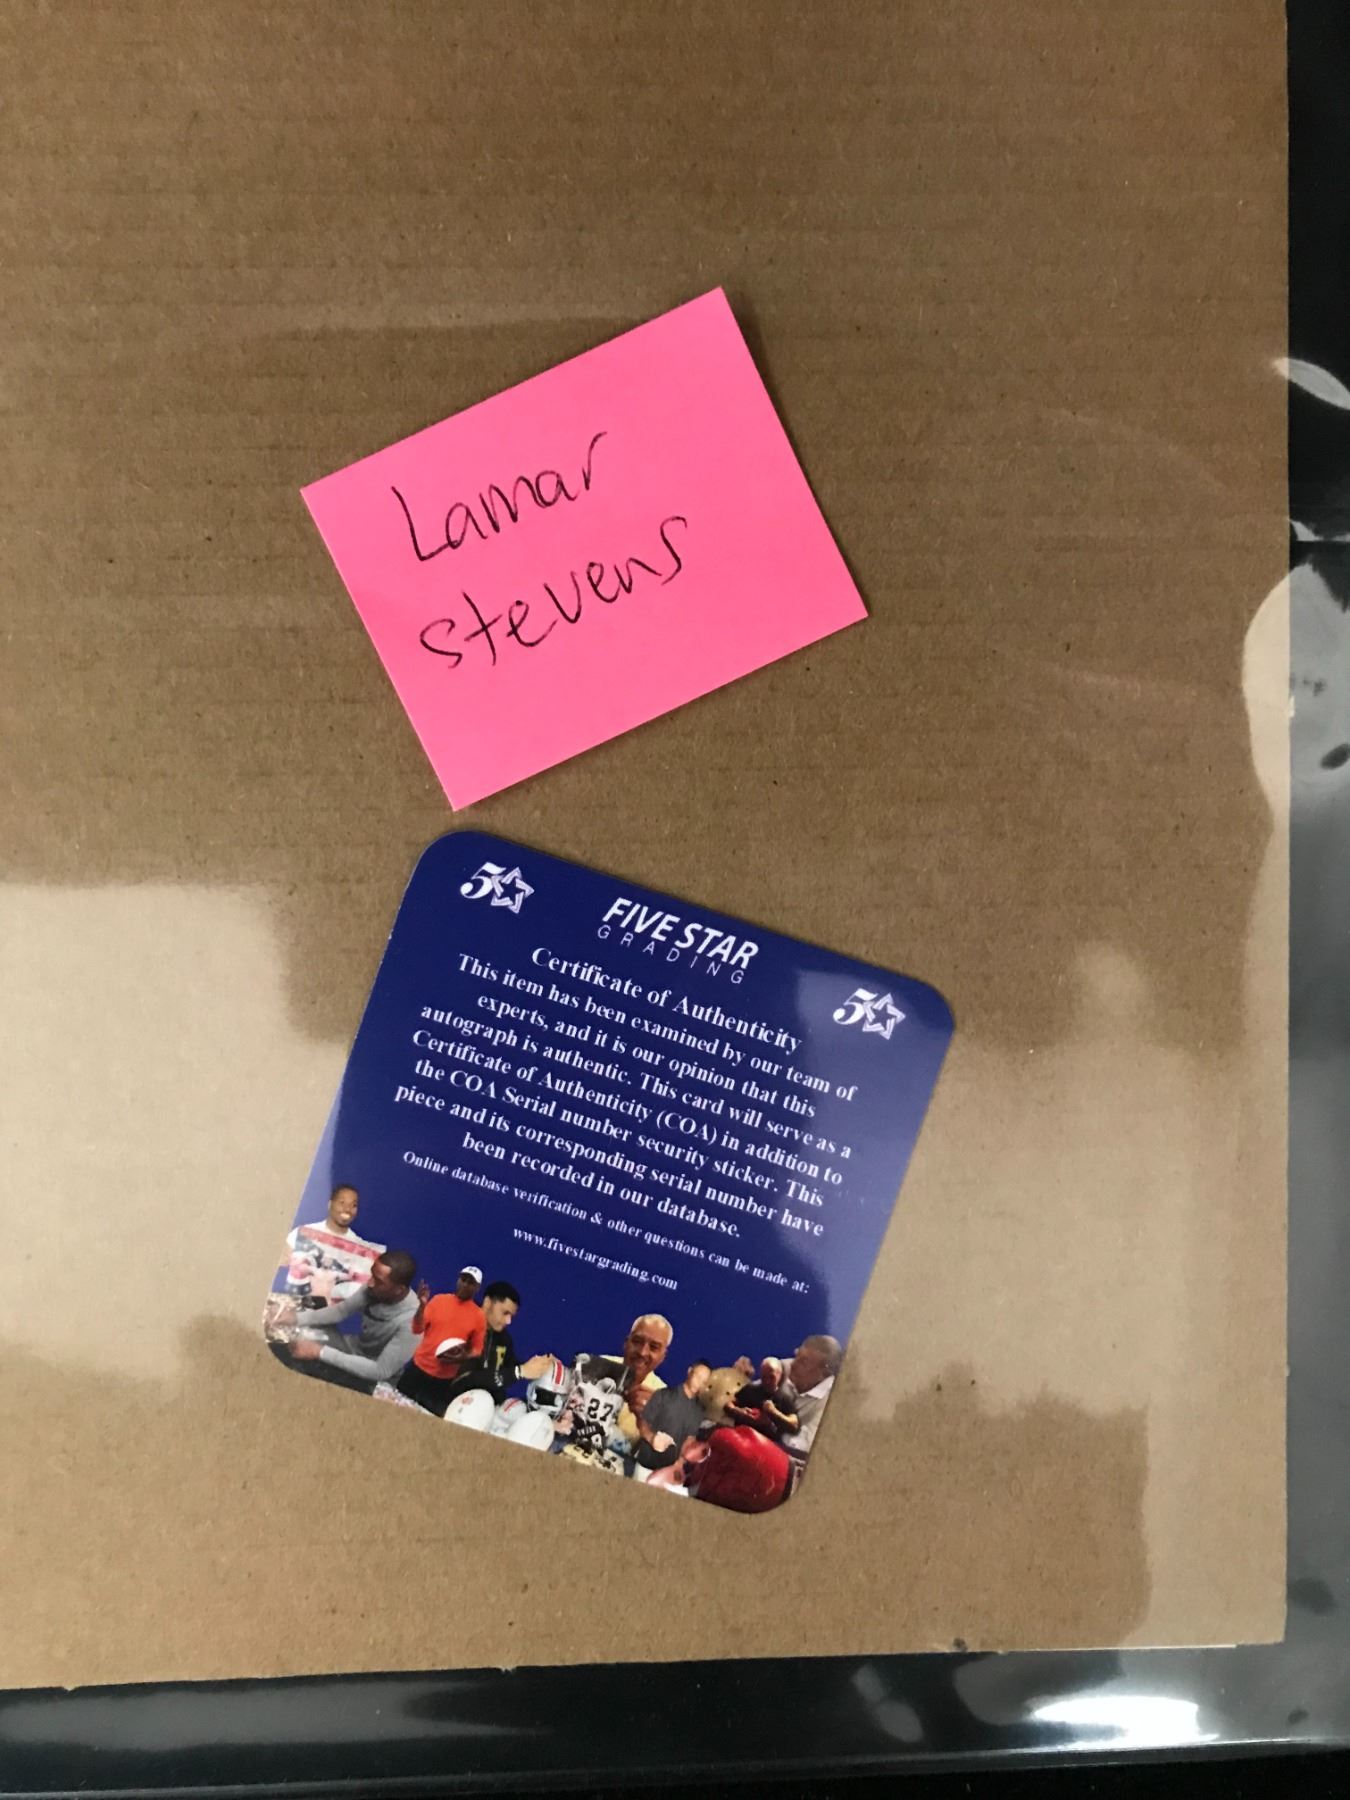 Lamar
Stevens
5
FIVE STAR
GRADING
5
Certificate of Authenticity
This item has been examined by our team of
experts, and it is our opinion that this
autograph is authentic. This card will serve as a
Certificate of Authenticity (COA) in addition to
the COA Serial number security sticker. This
piece and its corresponding serial number have
been recorded in our database.
Online database verification & other questions can be made at:
www.fivestargrading.com
27